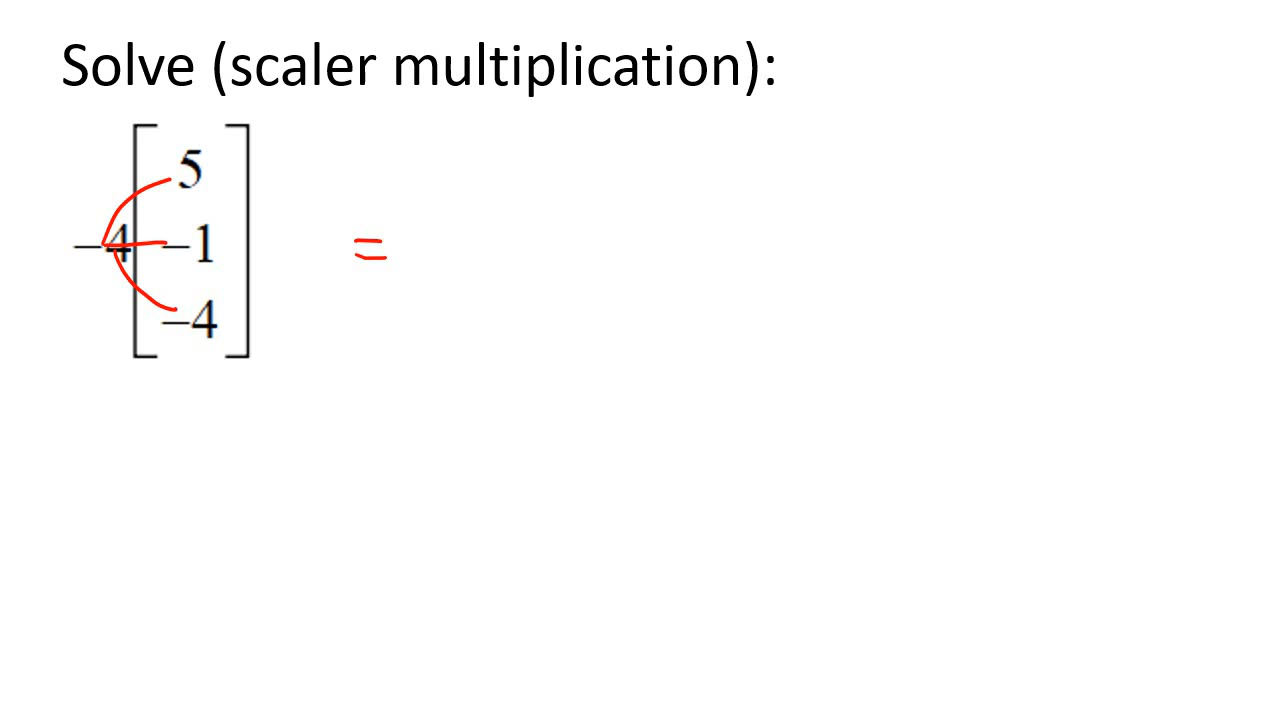 Solve (scaler multiplication):
5
−4 −1 =
−4